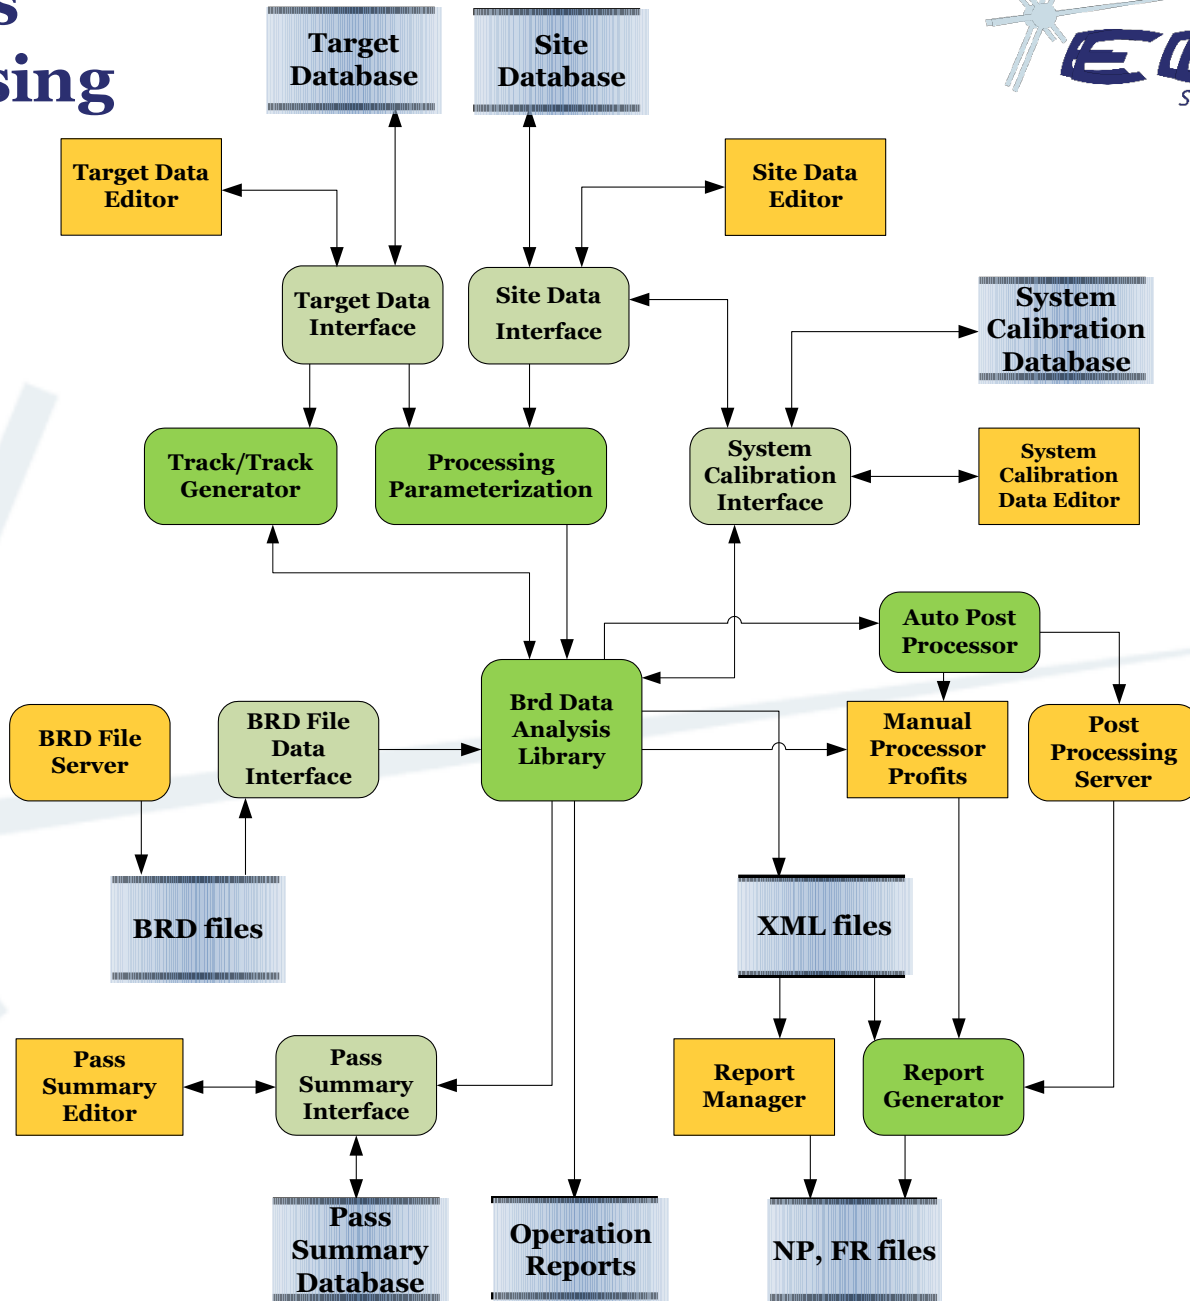 s
sing
Target
Database
Site
Database
S
Target Data
Editor
Site Data
Editor
Target Data
Interface
Site Data
Interface
System
Calibration
Database
Track/Track
Generator
Processing
Parameterization
System
Calibration
Interface
System
Calibration
Data Editor
Auto Post
Processor
Brd Data
Analysis
Library
BRD File
Server
BRD File
Data
Interface
Manual
Processor
Profits
Post
Processing
Server
BRD files
XML files
Pass
Summary
Editor
Pass
Summary
Interface
Report
Manager
Report
Generator
Pass
Summary
Database
Operation
Reports
NP, FR files